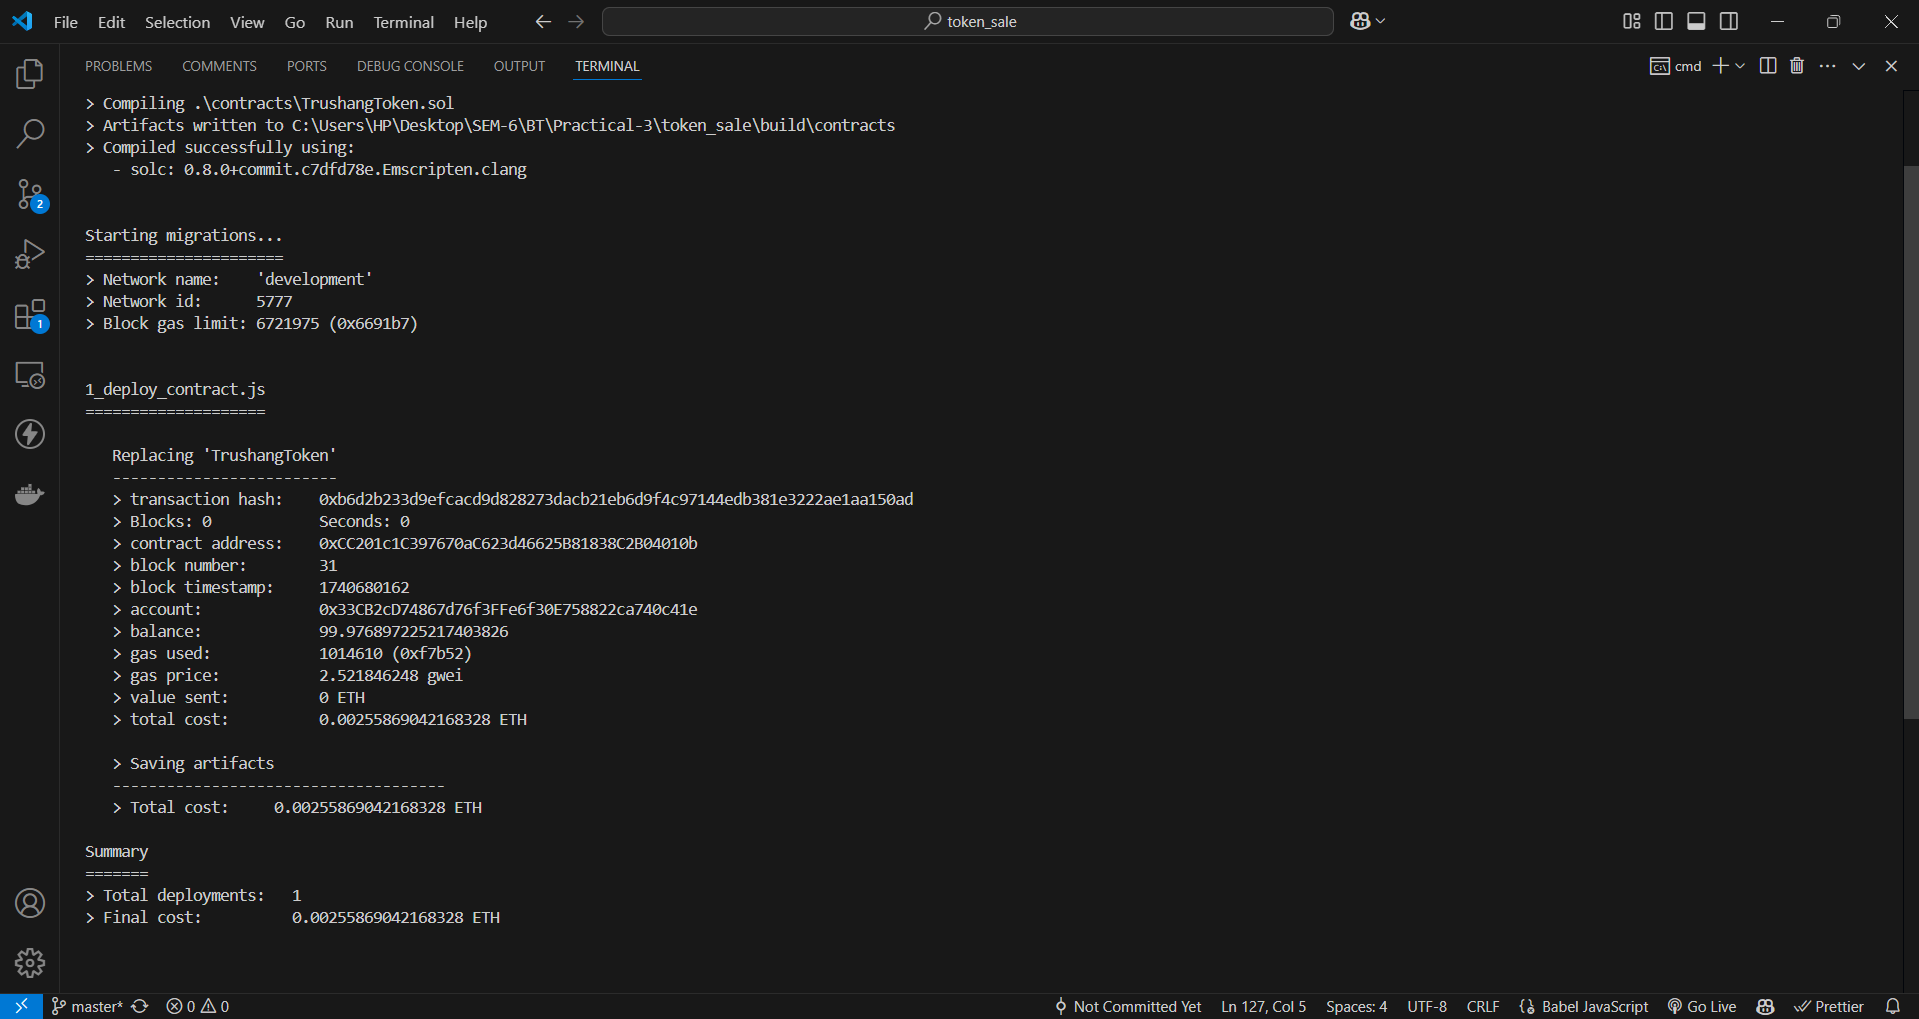 File Edit Selection View Go Run Terminal Help token_sale
PROBLEMS COMMENTS PORTS DEBUG CONSOLE OUTPUT TERMINAL cmd
> Compiling .\contracts\TrushangToken.sol
> Artifacts written to C:\Users\HP\Desktop\SEM-6\BT\Practical-3\token_sale\build\contracts
> Compiled successfully using:
- solc: 0.8.0+commit.c7dfd78e.Emscripten.clang
2
Starting migrations...
======================
> Network name: 'development'
> Network id: 5777
> Block gas limit: 6721975 (0x6691b7)
1
1_deploy_contract.js
====================
Replacing 'TrushangToken'
-------------------------
> transaction hash: 0xb6d2b233d9efcacd9d828273dacb21eb6d9f4c97144edb381e3222ae1aa150ad
> Blocks: 0 Seconds: 0
> contract address: 0xCC201c1C397670aC623d46625B81838C2B04010b
> block number: 31
> block timestamp: 1740680162
> account: 0x33CB2cD74867d76f3FFe6f30E758822ca740c41e
> balance: 99.976897225217403826
> gas used: 1014610 (0xf7b52)
> gas price: 2.521846248 gwei
> value sent: 0 ETH
> total cost: 0.00255869042168328 ETH
> Saving artifacts
-------------------------------------
> Total cost: 0.00255869042168328 ETH
Summary
=======
> Total deployments: 1
> Final cost: 0.00255869042168328 ETH
master* 0 0 Not Committed Yet Ln 127, Col 5 Spaces: 4 UTF-8 CRLF Babel JavaScript Go Live Prettier